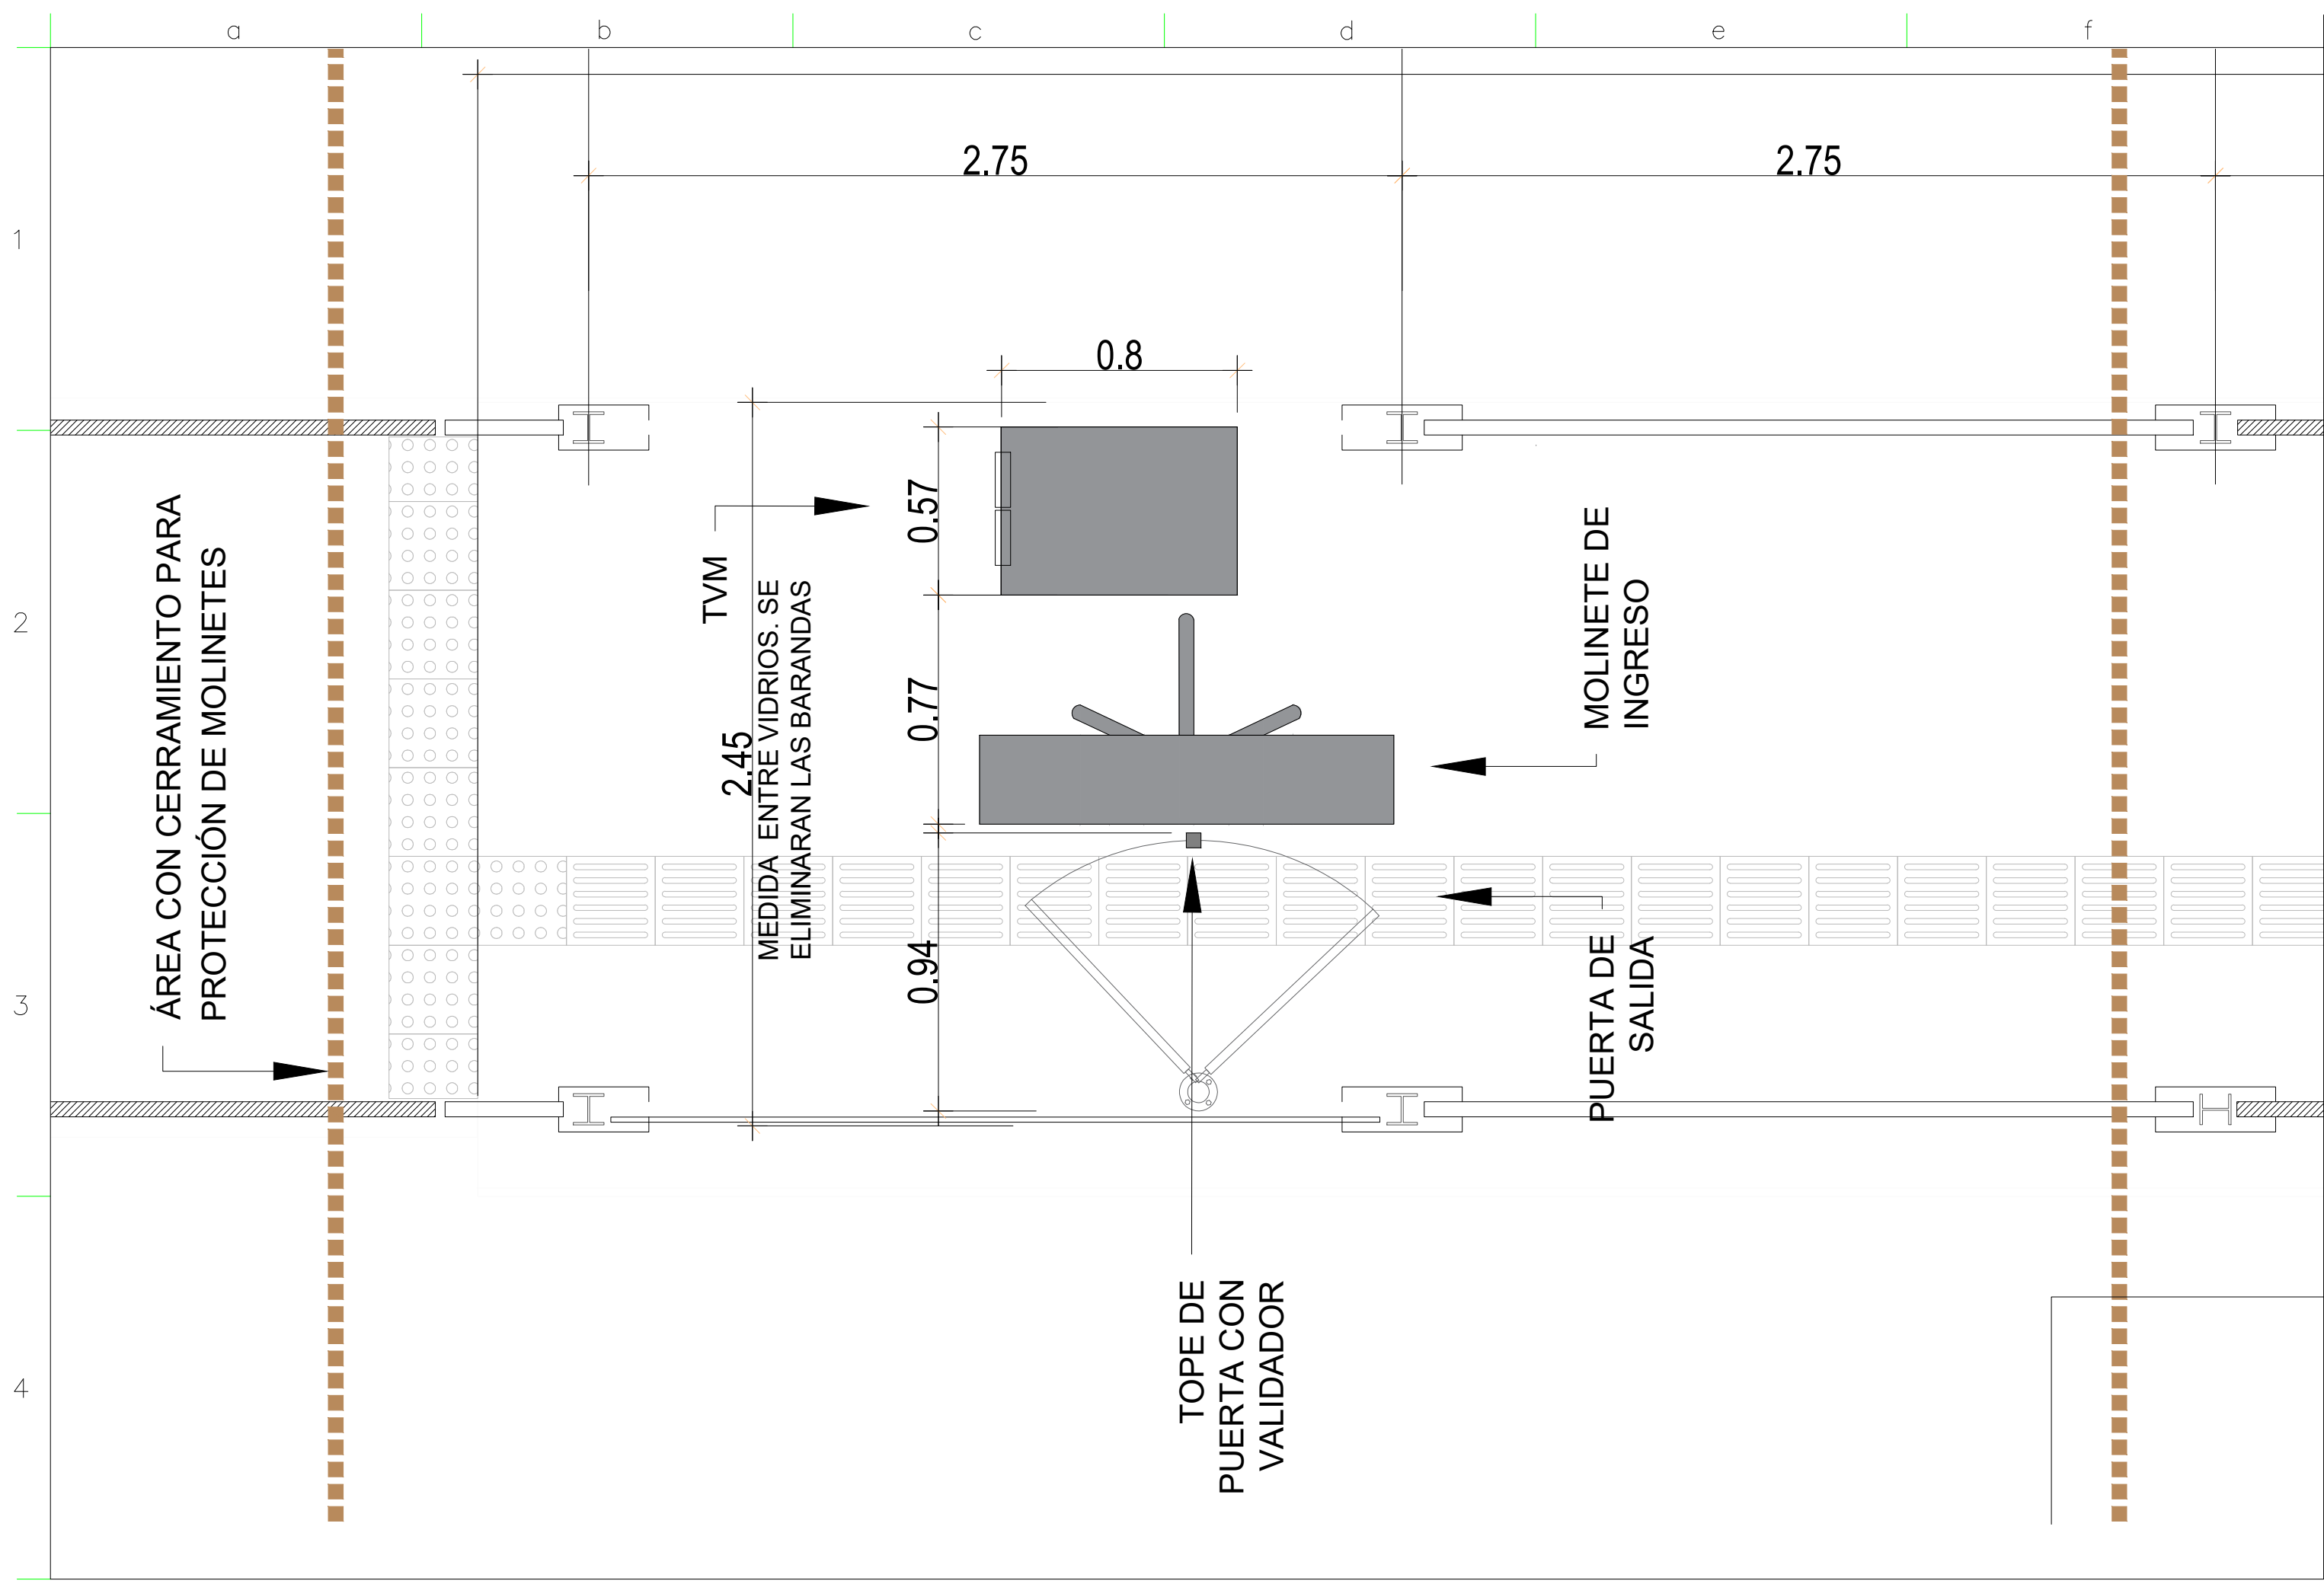 a
b
c
d
e
f
1
2
3
4
2.75
2.75
0.8
0.57
0.77
0.94
2.45
TVM
MEDIDA ENTRE VIDRIOS. SE
ELIMINARAN LAS BARANDAS
ÁREA CON CERRAMIENTO PARA
PROTECCIÓN DE MOLINETES
MOLINETE DE
INGRESO
PUERTA DE
SALIDA
TOPE DE
PUERTA CON
VALIDADOR